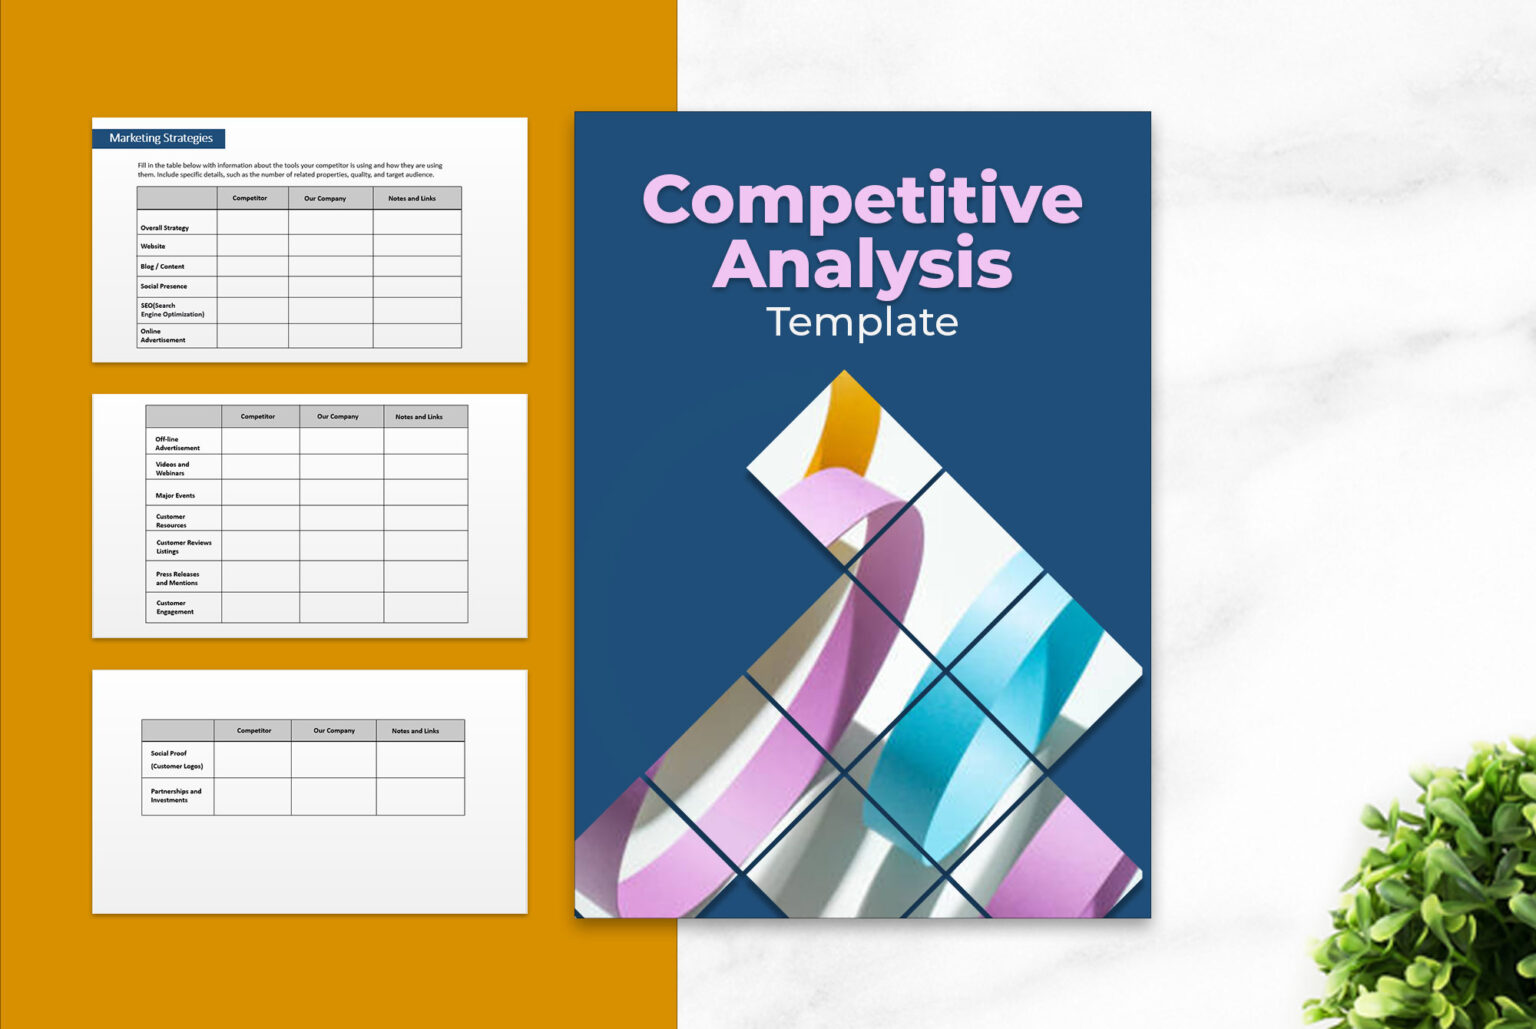 Marketing Strategies
Fill in the table below with information about the tools your competitor is using and how they are using
them. Include specific details, such as the number of related properties, quality, and target audience.
Competitor Our Company Notes and Links
Overall Strategy
Website
Blog / Content
Social Presence
SEO(Search
Engine Optimization)
Online
Advertisement
Competitor Our Company Notes and Links
Off-line
Advertisement
Videos and
Webinars
Major Events
Customer
Resources
Customer Reviews
Listings
Press Releases
and Mentions
Customer
Engagement
Competitor Our Company Notes and Links
Social Proof
(Customer Logos)
Partnerships and
Investments
Competitive
Analysis
Template